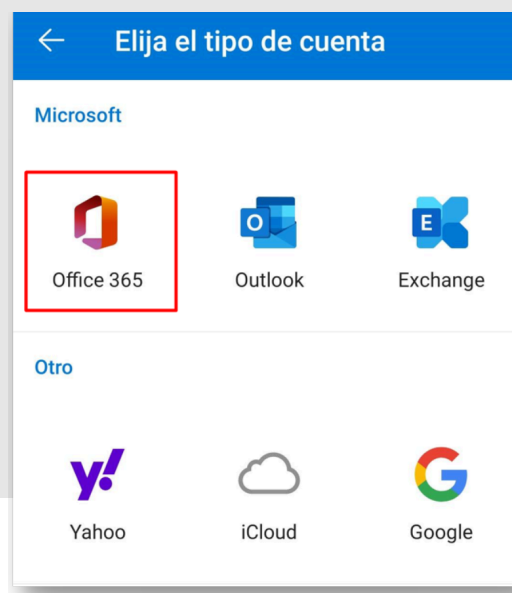 Elija el tipo de cuenta
Microsoft
Office 365
Outlook
Exchange
Otro
Yahoo
iCloud
Google